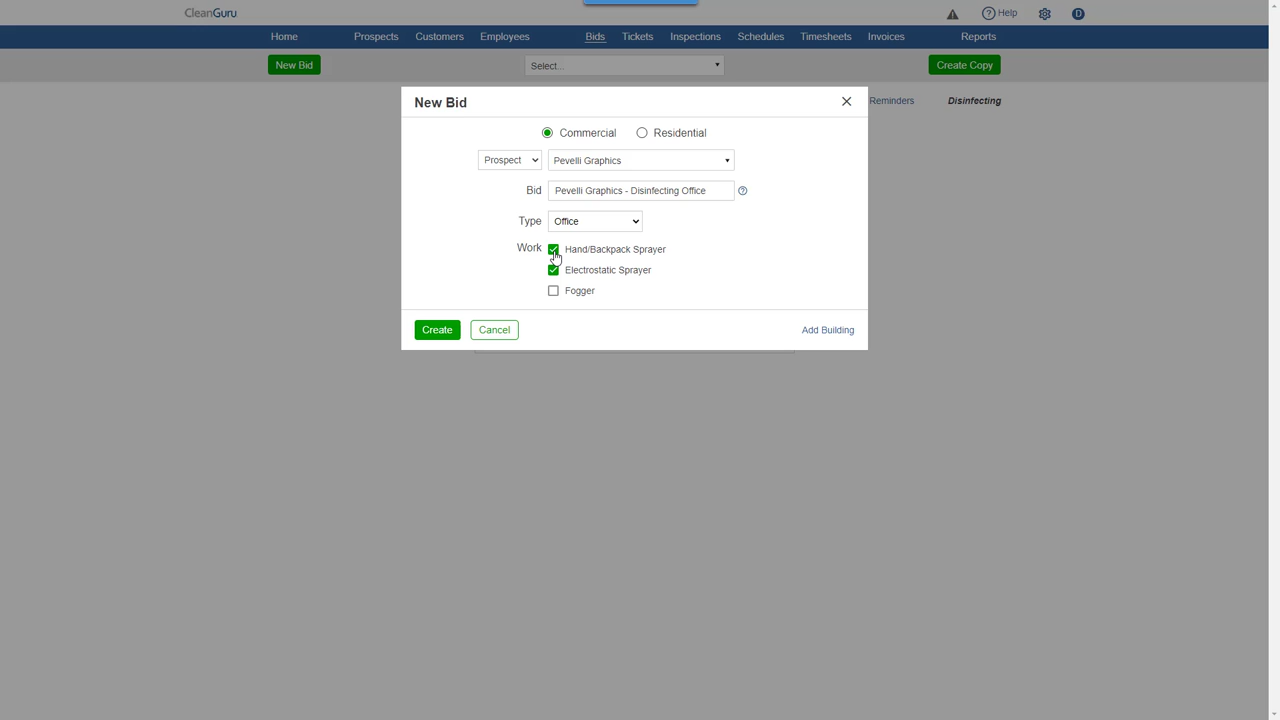 CleanGuru
Help
D
Home
Prospects
Customers
Employees
Bids
Tickets
Inspections
Schedules
Timesheets
Invoices
Reports
New Bid
Select...
Create Copy
New Bid
Reminders
Disinfecting
Commercial
Residential
Prospect
Pevelli Graphics
Bid
Pevelli Graphics - Disinfecting Office
Type
Office
Work
Hand/Backpack Sprayer
Electrostatic Sprayer
Fogger
Create
Cancel
Add Building